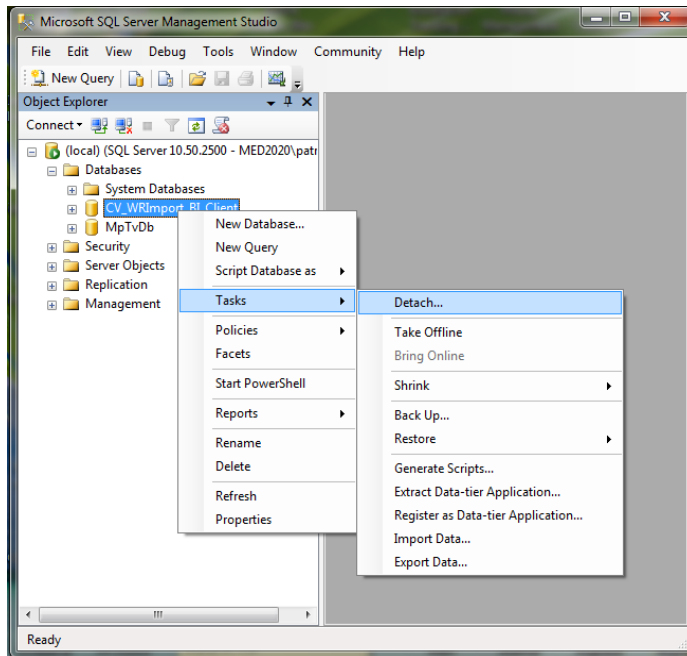 Microsoft SQL Server Management Studio
File Edit View Debug Tools Window Community Help
New Query
Object Explorer
Connect
(local) (SQL Server 10.50.2500 - MED2020\patr
Databases
System Databases
CV_WRImport_BI_Client
MpTvDb
Security
Server Objects
Replication
Management
New Database...
New Query
Script Database as
Tasks
Policies
Facets
Start PowerShell
Reports
Rename
Delete
Refresh
Properties
Detach...
Take Offline
Bring Online
Shrink
Back Up...
Restore
Generate Scripts...
Extract Data-tier Application...
Register as Data-tier Application...
Import Data...
Export Data...
Ready